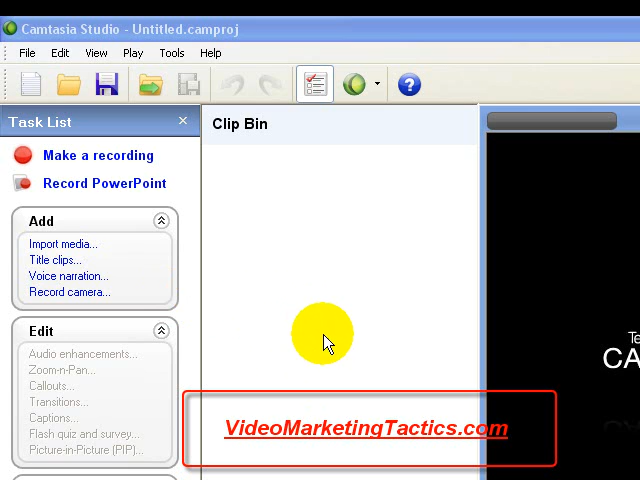 Camtasia Studio - Untitled.camproj
File Edit View Play Tools Help
Task List
Clip Bin
Make a recording
Record PowerPoint
Add
Import media...
Title clips...
Voice narration...
Record camera...
Edit
Audio enhancements...
Zoom-n-Pan...
Callouts...
Transitions...
Captions...
Flash quiz and survey...
Picture-in-Picture (PIP)...
Te
CA
VideoMarketingTactics.com